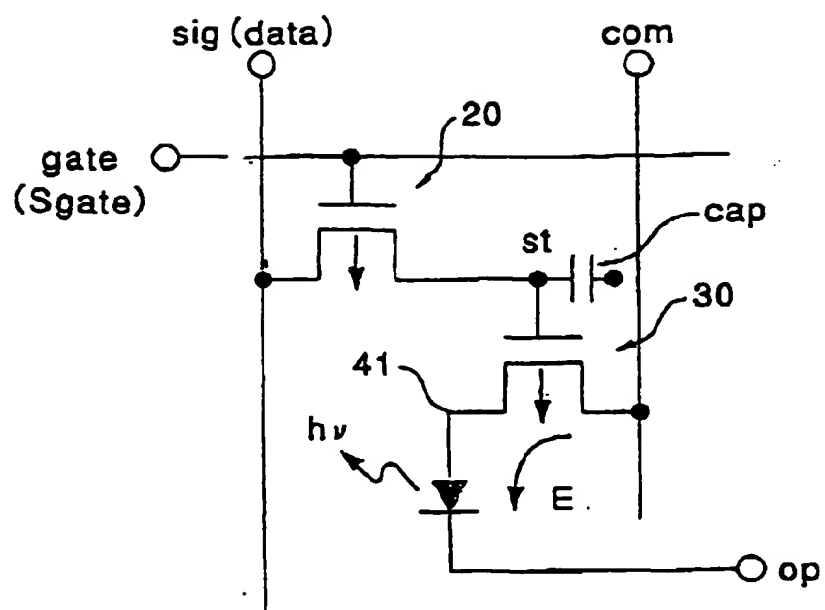 sig (data)
com
20
gate
(Sgate)
cap
st
30
41
hν
E
op